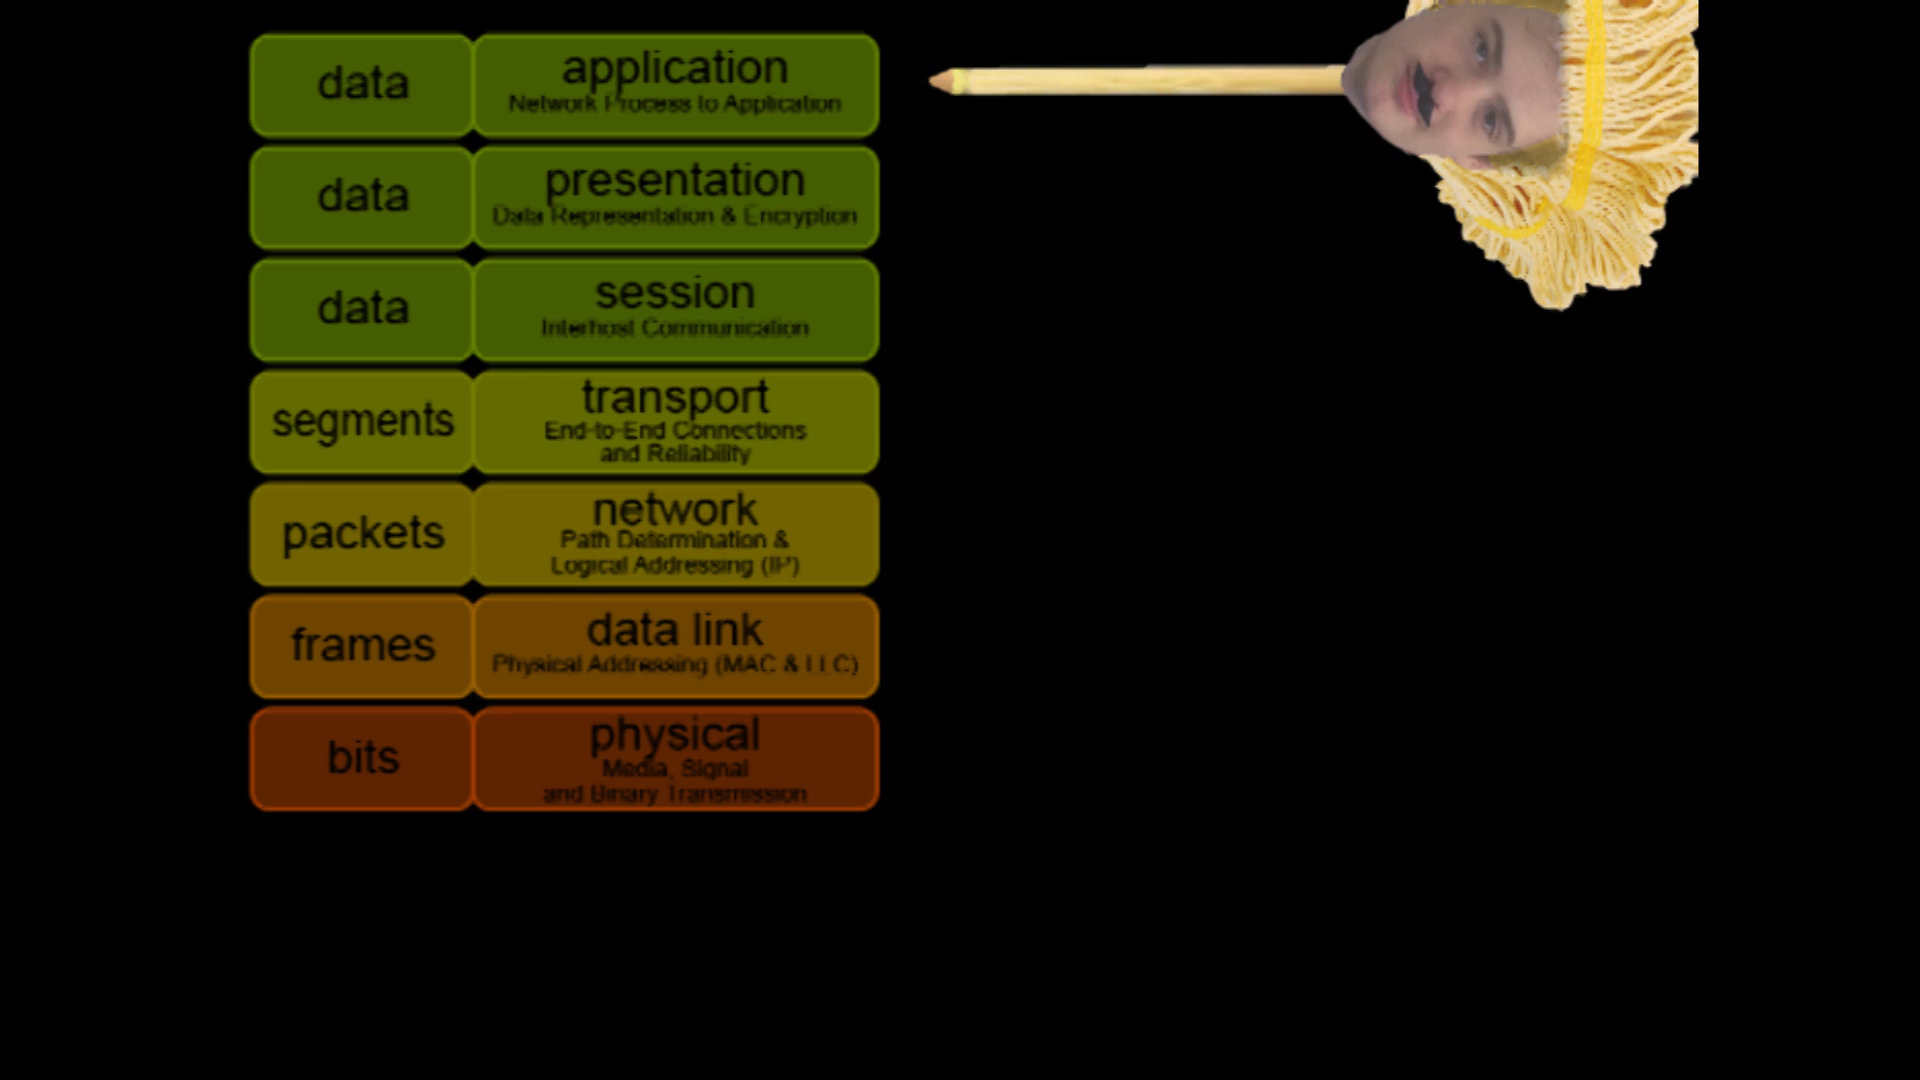 data
application
Network Process to Application
data
presentation
Data Representation & Encryption
data
session
Interhost Communication
segments
transport
End-to-End Connections
and Reliability
packets
network
Path Determination &
Logical Addressing (IP)
frames
data link
Physical Addressing (MAC & LLC)
bits
physical
Media, Signal
and Binary Transmission